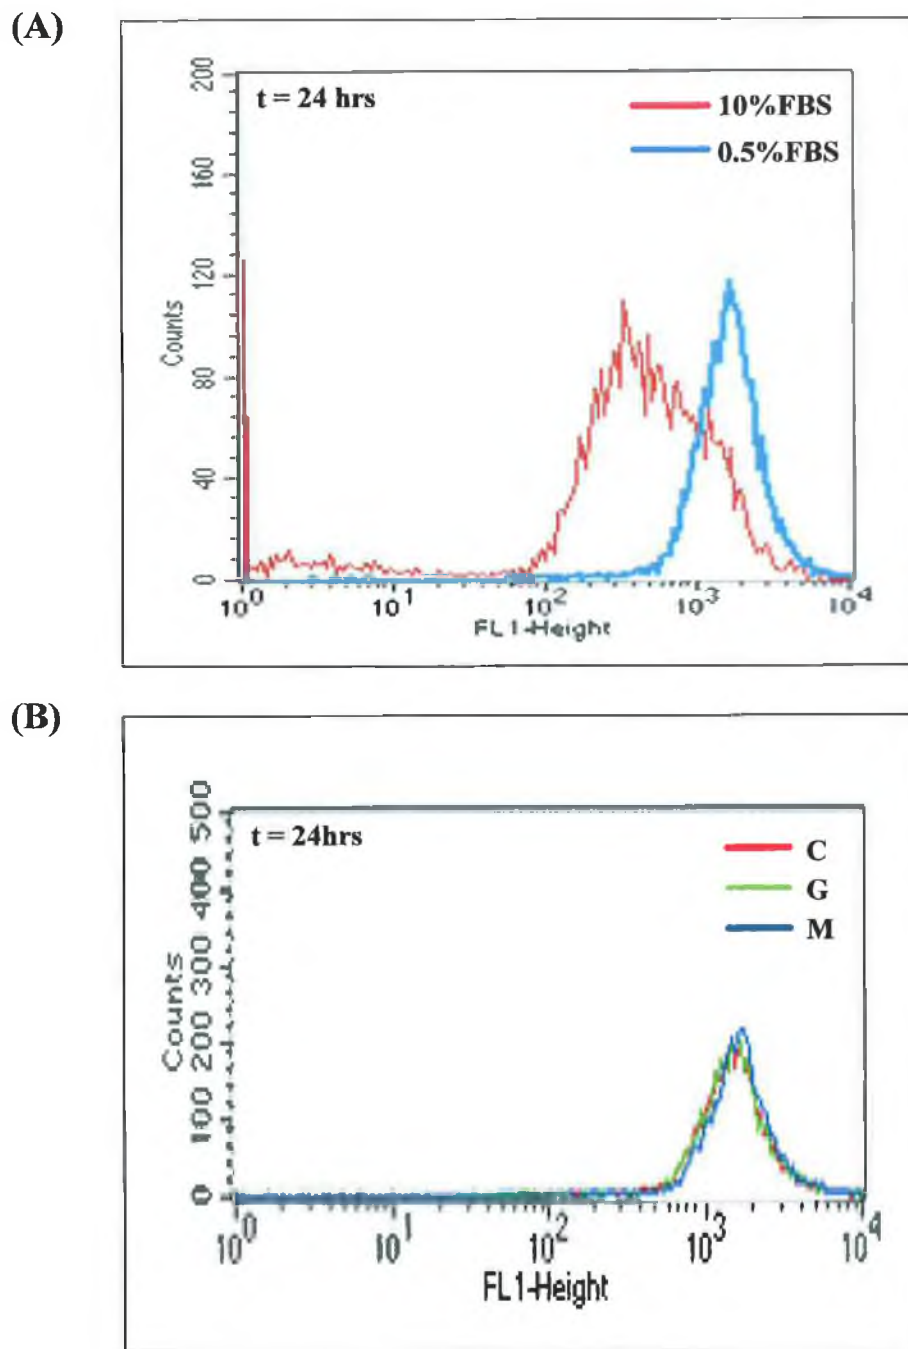 (A)
200
t = 24 hrs
10%FBS
0.5%FBS
160
120
80
40
0
Counts
10^0 10^1 10^2 10^3 10^4
FL1-Height
(B)
500
t = 24hrs
C
G
M
400
300
200
100
0
Counts
10^0 10^1 10^2 10^3 10^4
FL1-Height